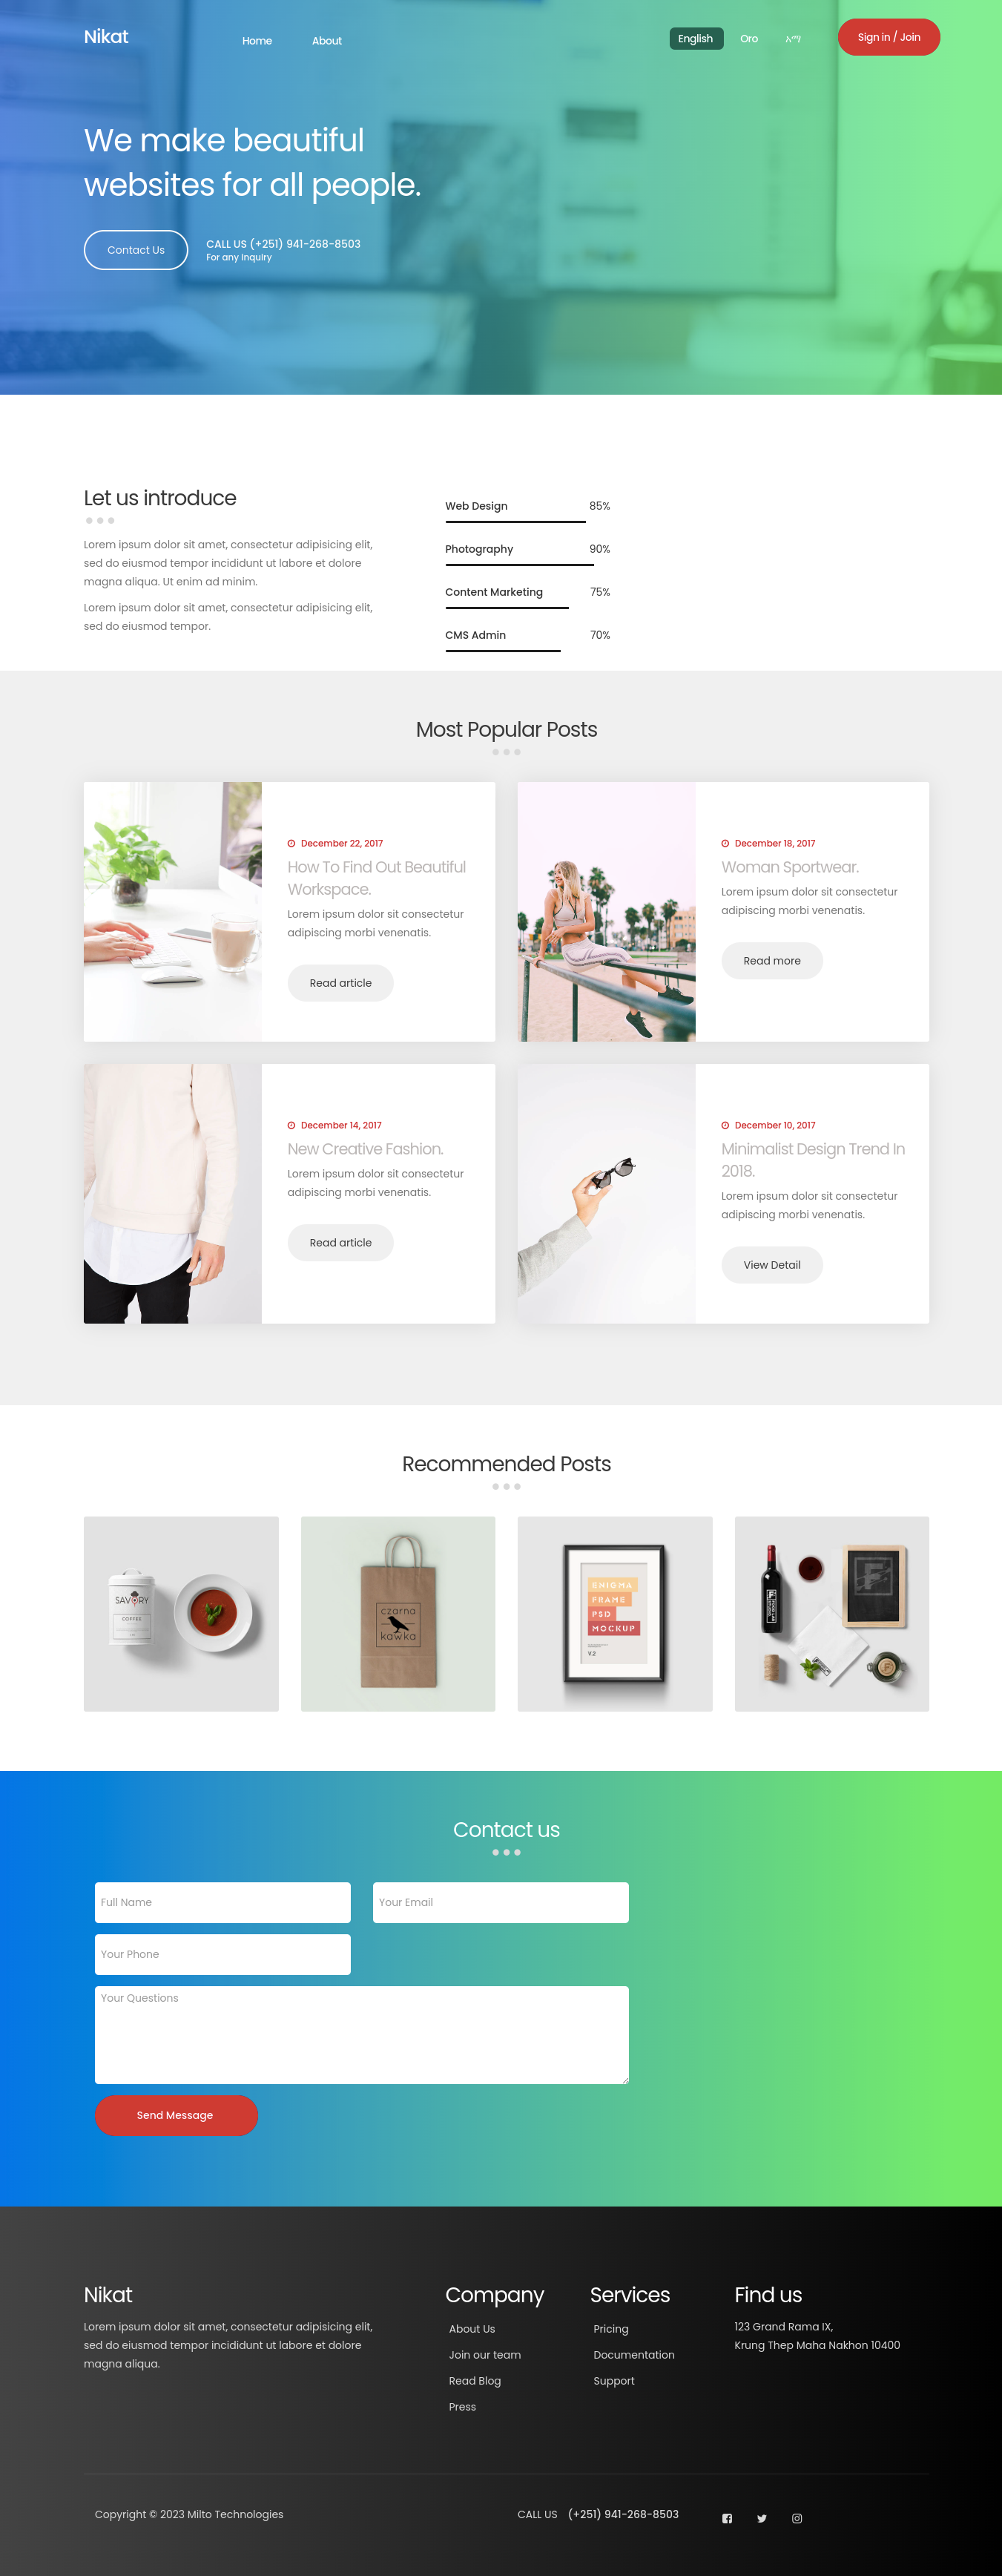 Nikat
Home
About
English
Oro
አማ
Sign in / Join
We make beautiful
websites for all people.
Contact Us
CALL US (+251) 941-268-8503
For any inquiry
Let us introduce
Lorem ipsum dolor sit amet, consectetur adipisicing elit,
sed do eiusmod tempor incididunt ut labore et dolore
magna aliqua. Ut enim ad minim.
Lorem ipsum dolor sit amet, consectetur adipisicing elit,
sed do eiusmod tempor.
Web Design 85%
Photography 90%
Content Marketing 75%
CMS Admin 70%
Most Popular Posts
December 22, 2017
How To Find Out Beautiful
Workspace.
Lorem ipsum dolor sit consectetur
adipiscing morbi venenatis.
Read article
December 18, 2017
Woman Sportwear.
Lorem ipsum dolor sit consectetur
adipiscing morbi venenatis.
Read more
December 14, 2017
New Creative Fashion.
Lorem ipsum dolor sit consectetur
adipiscing morbi venenatis.
Read article
December 10, 2017
Minimalist Design Trend In
2018.
Lorem ipsum dolor sit consectetur
adipiscing morbi venenatis.
View Detail
Recommended Posts
SAVORY
COFFEE
czarna
kawka
ENIGMA
FRAME
PSD
MOCKUP
V.2
F
Contact us
Full Name
Your Email
Your Phone
Your Questions
Send Message
Nikat
Lorem ipsum dolor sit amet, consectetur adipisicing elit,
sed do eiusmod tempor incididunt ut labore et dolore
magna aliqua.
Company
About Us
Join our team
Read Blog
Press
Services
Pricing
Documentation
Support
Find us
123 Grand Rama IX,
Krung Thep Maha Nakhon 10400
Copyright © 2023 Milto Technologies
CALL US (+251) 941-268-8503